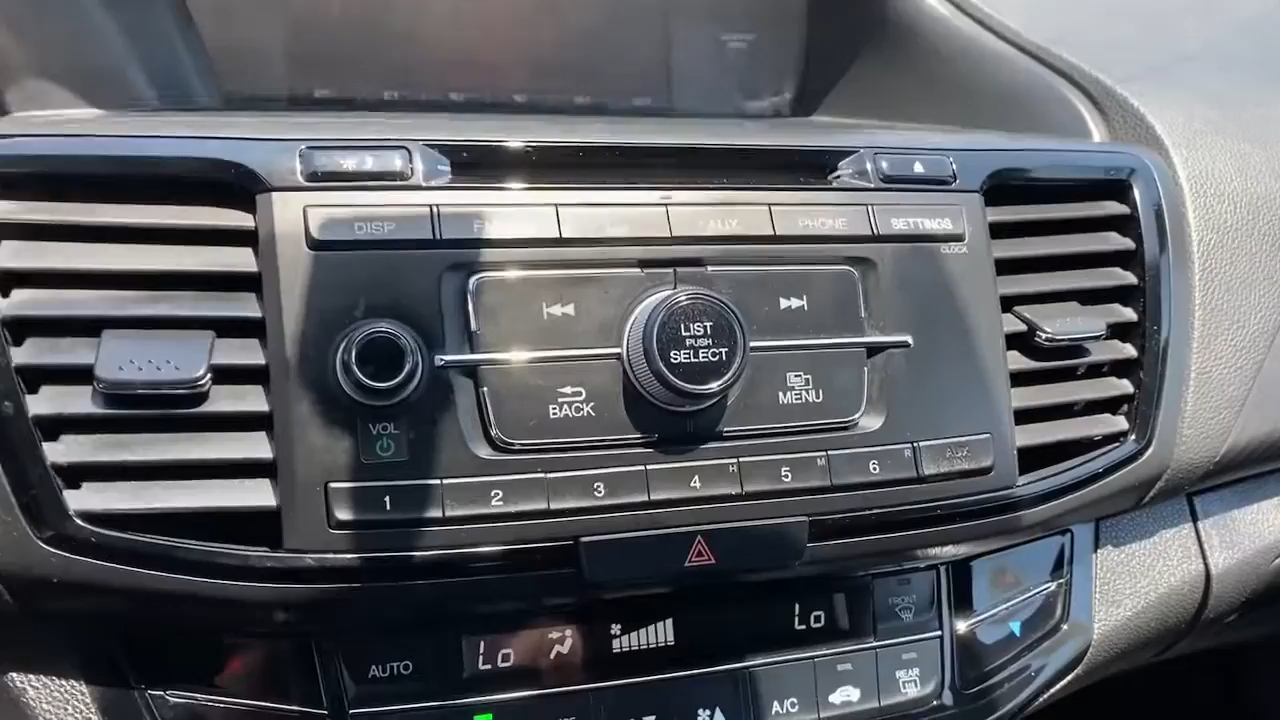 DISP
AUX
PHONE
SETTINGS
CLOCK
LIST
PUSH
SELECT
BACK
MENU
VOL
1
2
3
4 H
5 M
6 R
AUX
FRONT
AUTO
Lo
Lo
A/C
REAR